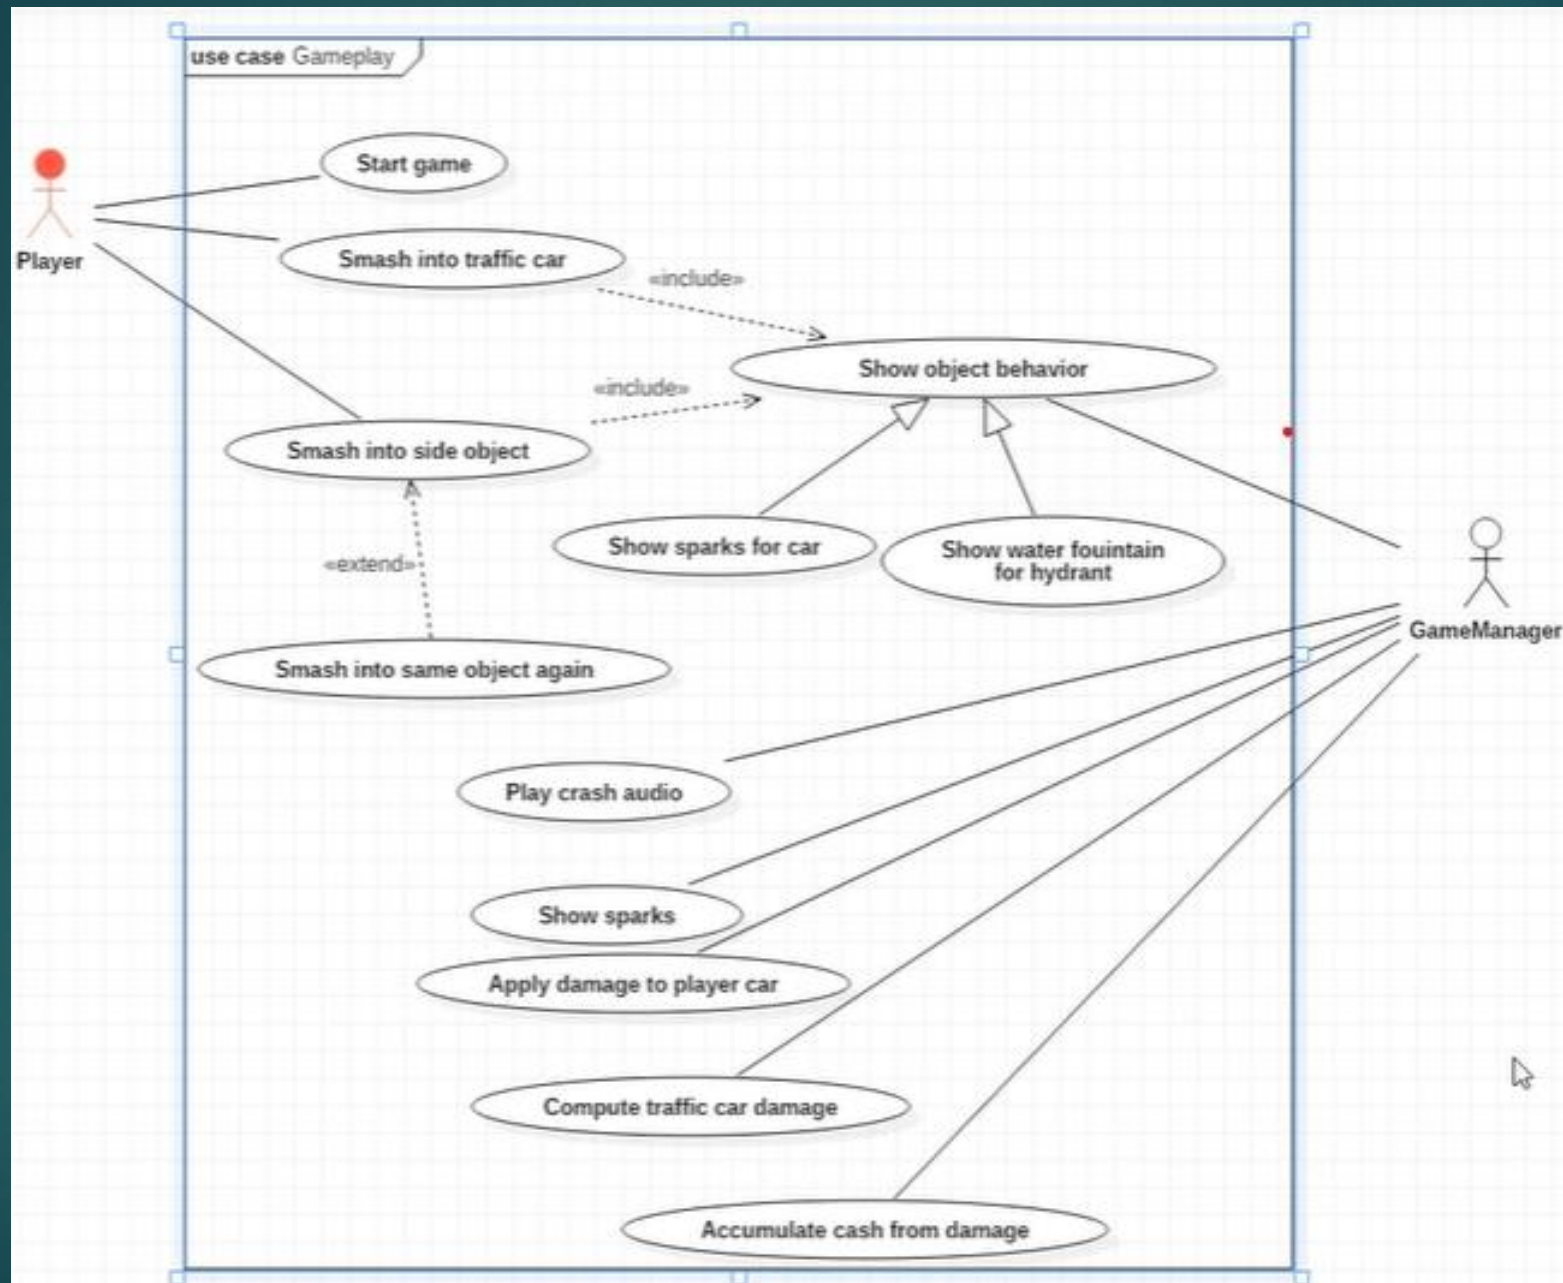 use case Gameplay
Start game
Player
Smash into traffic car
«include»
Show object behavior
«include»
Smash into side object
Show sparks for car
Show water fouintain
for hydrant
«extend»
GameManager
Smash into same object again
Play crash audio
Show sparks
Apply damage to player car
Compute traffic car damage
Accumulate cash from damage